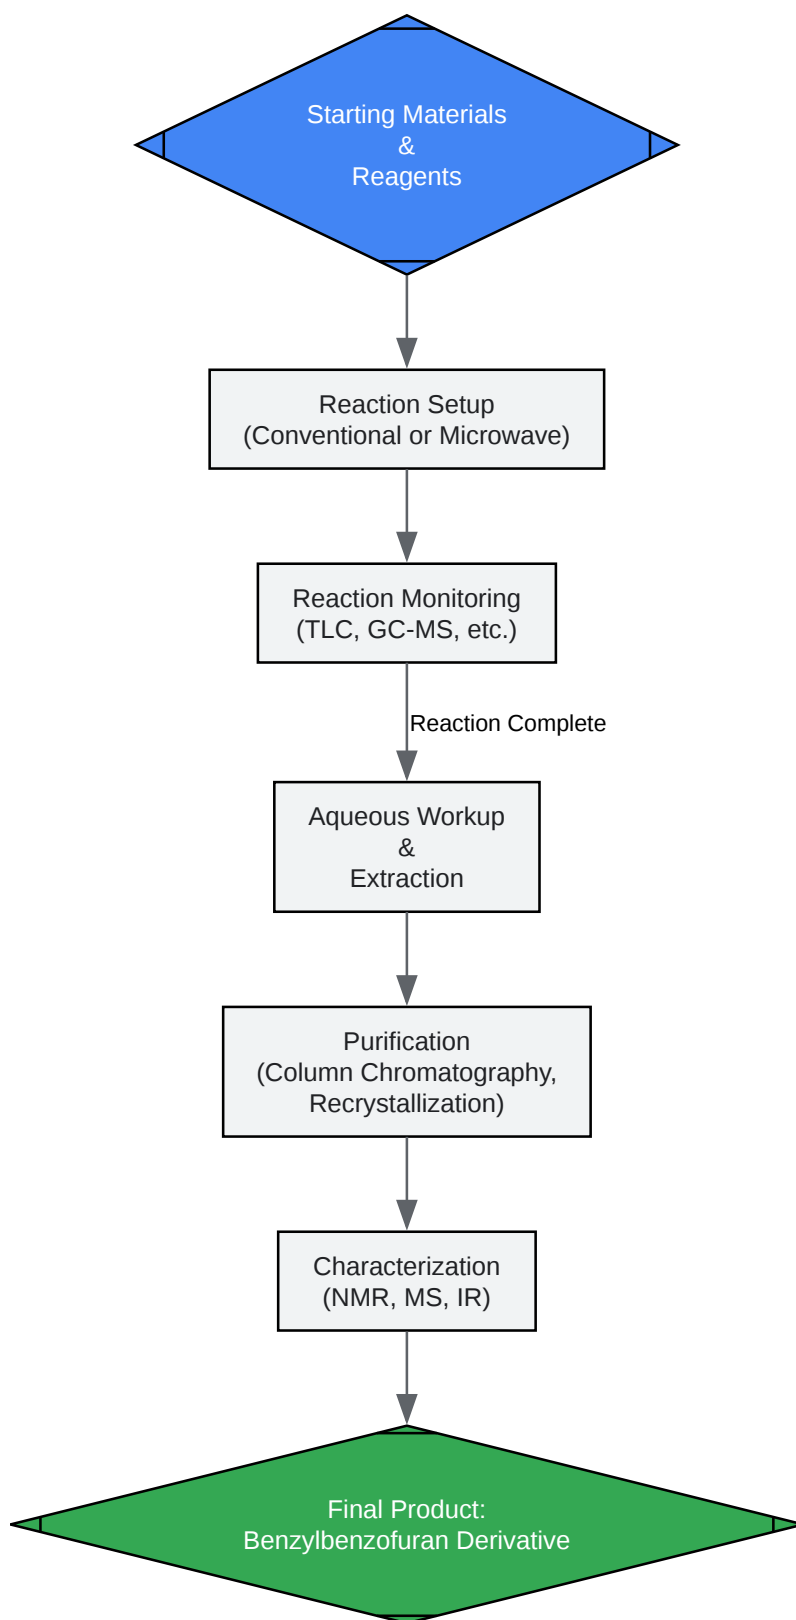 Starting Materials
&
Reagents
Reaction Setup
(Conventional or Microwave)
Reaction Monitoring
(TLC, GC-MS, etc.)
Reaction Complete
Aqueous Workup
&
Extraction
Purification
(Column Chromatography,
Recrystallization)
Characterization
(NMR, MS, IR)
Final Product:
Benzylbenzofuran Derivative